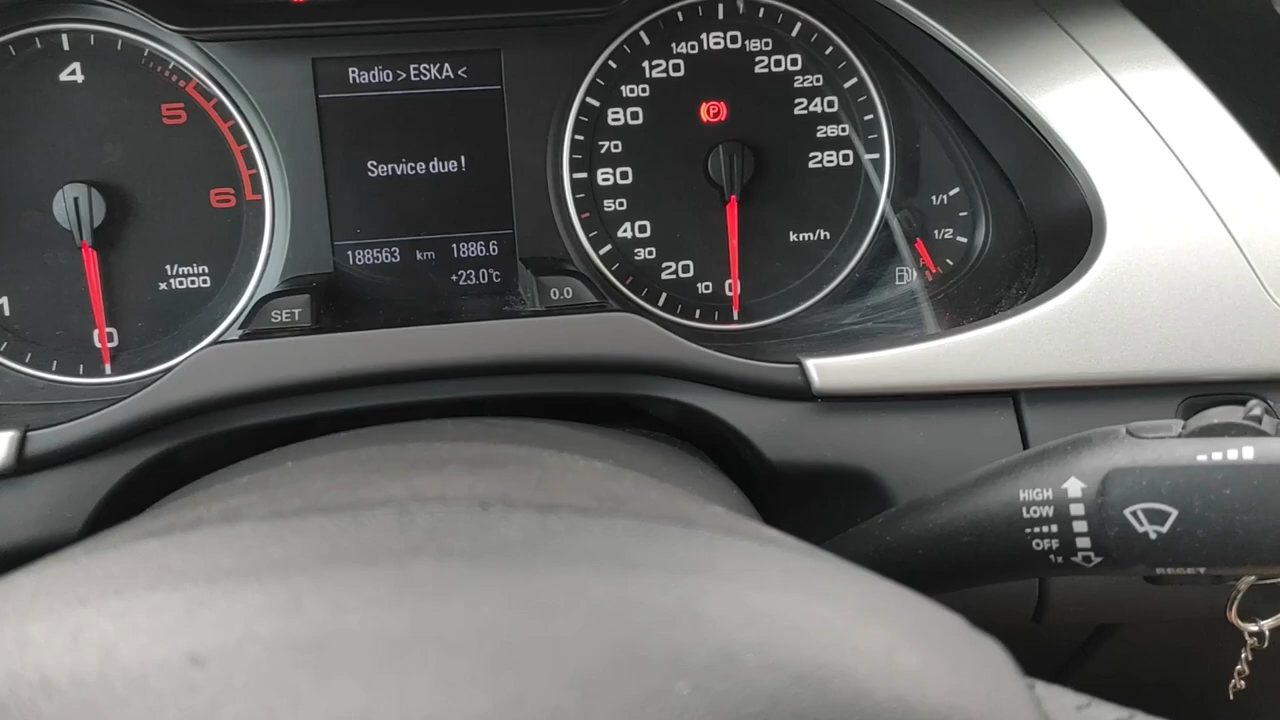 Radio > ESKA <
Service due!
188563 km 1886.6
+23.0°C
SET
0.0
1
4
5
6
0
1/min
x1000
0
10
20
30
40
50
60
70
80
100
120
140
160
180
200
220
240
260
280
km/h
P
1/1
1/2
HIGH
LOW
OFF
1x
RESET